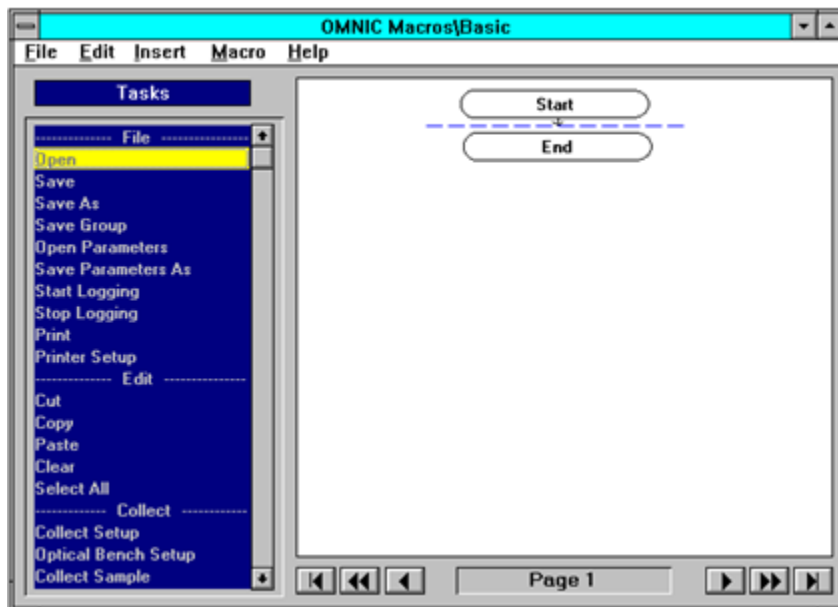 OMNIC Macros\Basic
File Edit Insert Macro Help
Tasks
File
Open
Save
Save As
Save Group
Open Parameters
Save Parameters As
Start Logging
Stop Logging
Print
Printer Setup
Edit
Cut
Copy
Paste
Clear
Select All
Collect
Collect Setup
Optical Bench Setup
Collect Sample
Start
End
Page 1